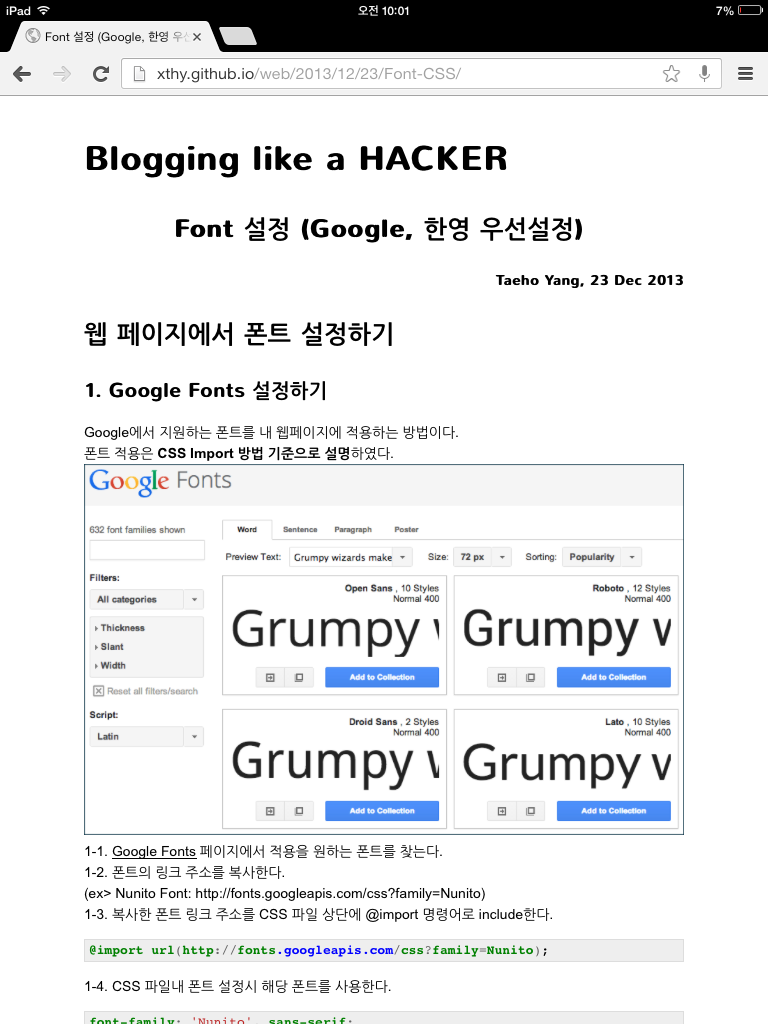 iPad 오전 10:01 7%
Font 설정 (Google, 한영 우
xthy.github.io/web/2013/12/23/Font-CSS/
Blogging like a HACKER
Font 설정 (Google, 한영 우선설정)
Taeho Yang, 23 Dec 2013
웹 페이지에서 폰트 설정하기
1. Google Fonts 설정하기
Google에서 지원하는 폰트를 내 웹페이지에 적용하는 방법이다.
폰트 적용은 CSS Import 방법 기준으로 설명하였다.
Google Fonts
632 font families shown
Word Sentence Paragraph Poster
Preview Text: Grumpy wizards make Size: 72 px Sorting: Popularity
Filters:
All categories
Thickness
Slant
Width
Reset all filters/search
Script:
Latin
Open Sans , 10 Styles
Normal 400
Grumpy
Add to Collection
Roboto , 12 Styles
Normal 400
Grumpy w
Add to Collection
Droid Sans , 2 Styles
Normal 400
Grumpy
Add to Collection
Lato , 10 Styles
Normal 400
Grumpy w
Add to Collection
1-1. Google Fonts 페이지에서 적용을 원하는 폰트를 찾는다.
1-2. 폰트의 링크 주소를 복사한다.
(ex> Nunito Font: http://fonts.googleapis.com/css?family=Nunito)
1-3. 복사한 폰트 링크 주소를 CSS 파일 상단에 @import 명령어로 include한다.
@import url(http://fonts.googleapis.com/css?family=Nunito);
1-4. CSS 파일내 폰트 설정시 해당 폰트를 사용한다.
font-family: 'Nunito', sans-serif;